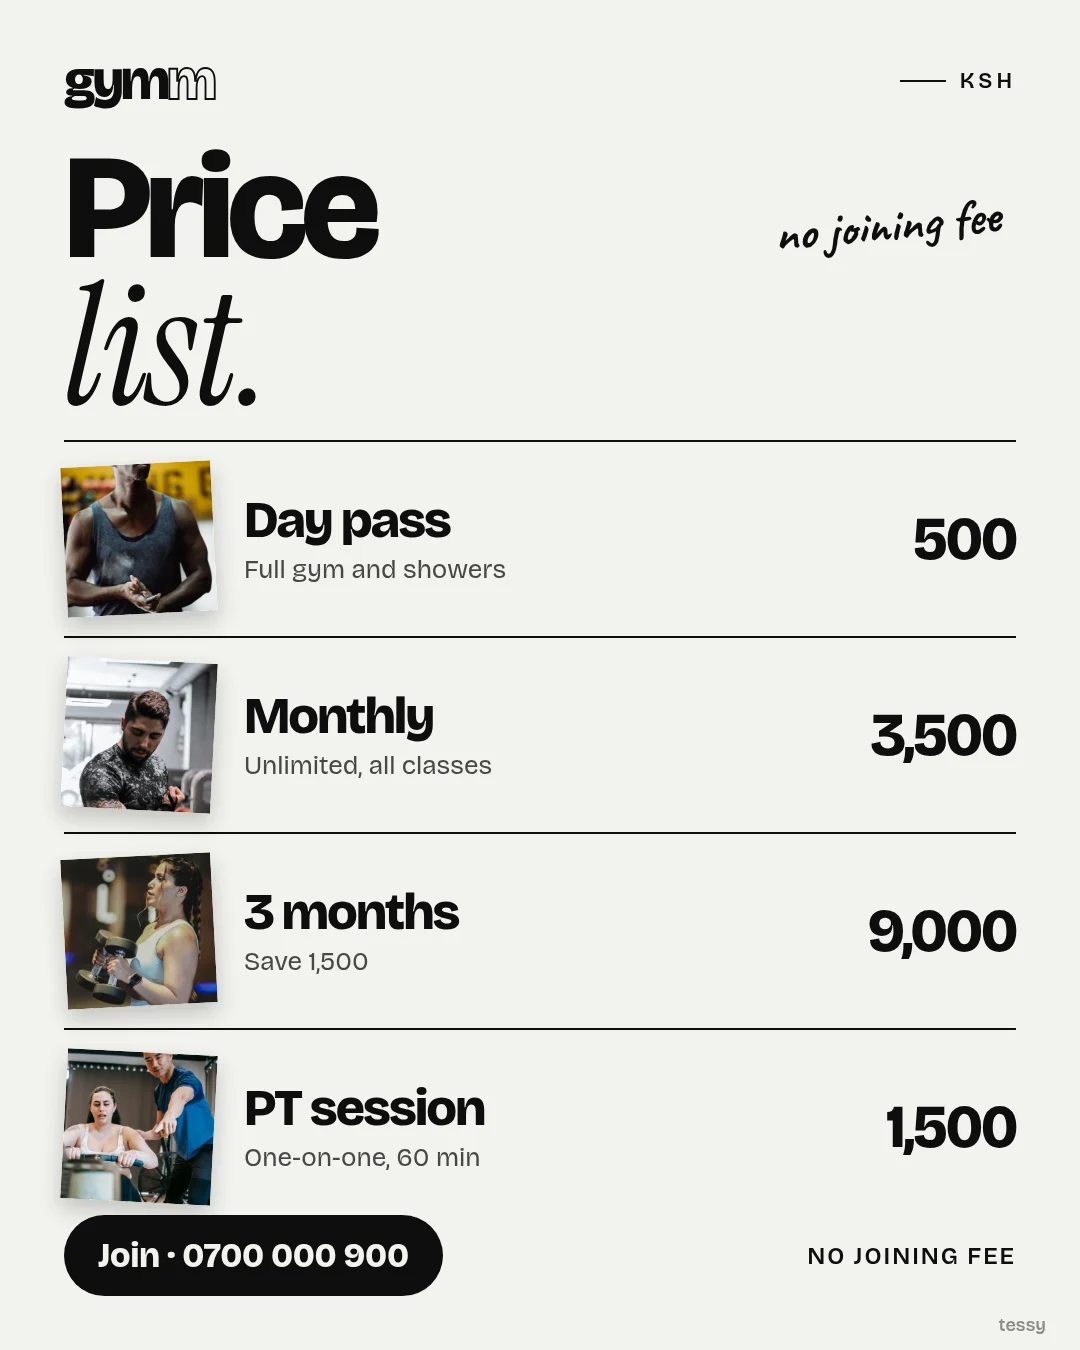 gymm
KSH
Price
list.
no joining fee
Day pass
Full gym and showers
500
Monthly
Unlimited, all classes
3,500
3 months
Save 1,500
9,000
PT session
One-on-one, 60 min
1,500
Join · 0700 000 900
NO JOINING FEE
tessy